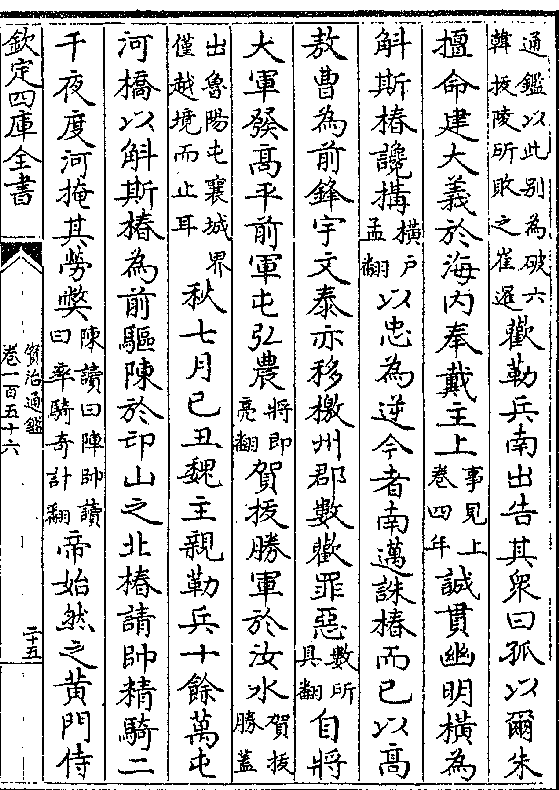 通鑑以此别為破六
韓拔陵所敗之崔暹
歡勒兵南出告其衆曰孤以爾朱
擅命建大義於海内奉戴主上
事見上
卷四年
誠貫幽明橫為
斛斯椿讒搆
橫户
孟翻
以忠為逆今者南邁誅椿而已以高
敖曹為前鋒宇文泰亦移檄州郡數歡罪惡
數所
具翻
自將
大軍發高平前軍屯弘農
將即
亮翻
賀拔勝軍於汝水
賀拔
勝蓋
出魯陽屯襄城界
僅越境而止耳
秋七月己丑魏主親勒兵十餘萬屯
河橋以斛斯椿為前驅陳於邙山之北椿請帥精騎二
千夜度河掩其勞獘
陳讀曰陣帥讀
曰率騎奇計翻
帝始然之黄門侍
欽定四庫全書
資治通鑑
卷一百五十六
二十五